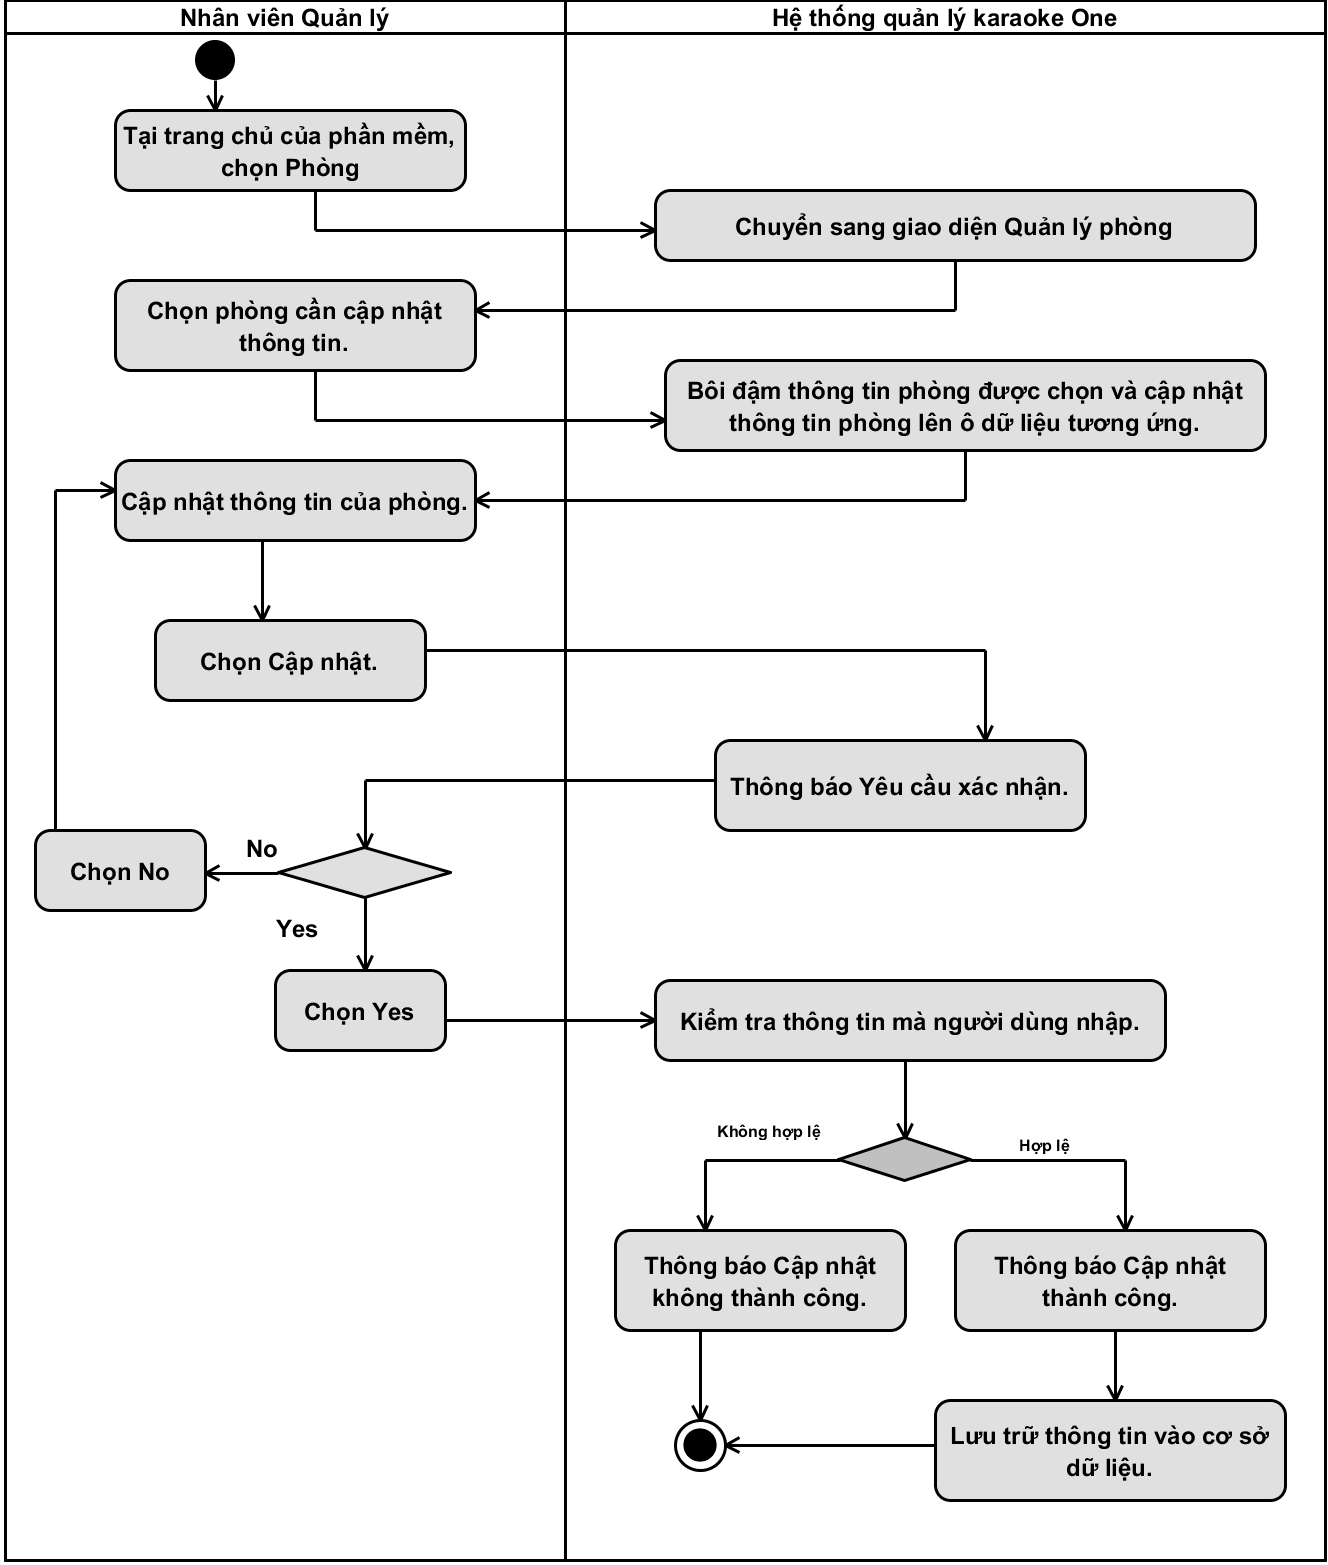 Nhân viên Quản lý
Hệ thống quản lý karaoke One
Tại trang chủ của phần mềm,
chọn Phòng
Chuyển sang giao diện Quản lý phòng
Chọn phòng cần cập nhật
thông tin.
Bôi đậm thông tin phòng được chọn và cập nhật
thông tin phòng lên ô dữ liệu tương ứng.
Cập nhật thông tin của phòng.
Chọn Cập nhật.
Thông báo Yêu cầu xác nhận.
No
Chọn No
Yes
Chọn Yes
Kiểm tra thông tin mà người dùng nhập.
Không hợp lệ
Hợp lệ
Thông báo Cập nhật
không thành công.
Thông báo Cập nhật
thành công.
Lưu trữ thông tin vào cơ sở
dữ liệu.